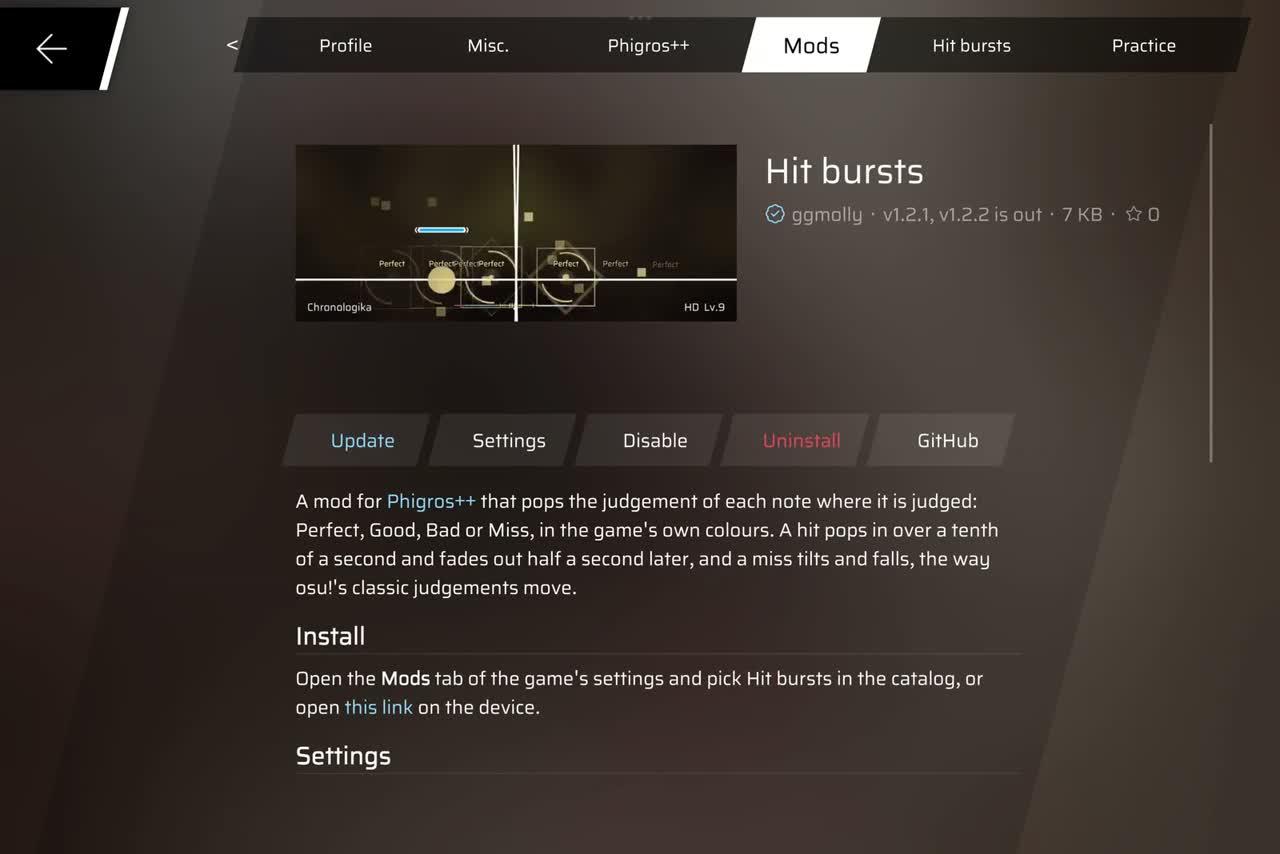 <
Profile
Misc.
Phigros++
Mods
Hit bursts
Practice
Perfect
Perfect
Perfect
Perfect
Perfect
Perfect
Perfect
Chronologika
HD Lv.9
Hit bursts
ggmolly · v1.2.1, v1.2.2 is out · 7 KB · 0
Update
Settings
Disable
Uninstall
GitHub
A mod for Phigros++ that pops the judgement of each note where it is judged:
Perfect, Good, Bad or Miss, in the game's own colours. A hit pops in over a tenth
of a second and fades out half a second later, and a miss tilts and falls, the way
osu!'s classic judgements move.
Install
Open the Mods tab of the game's settings and pick Hit bursts in the catalog, or
open this link on the device.
Settings